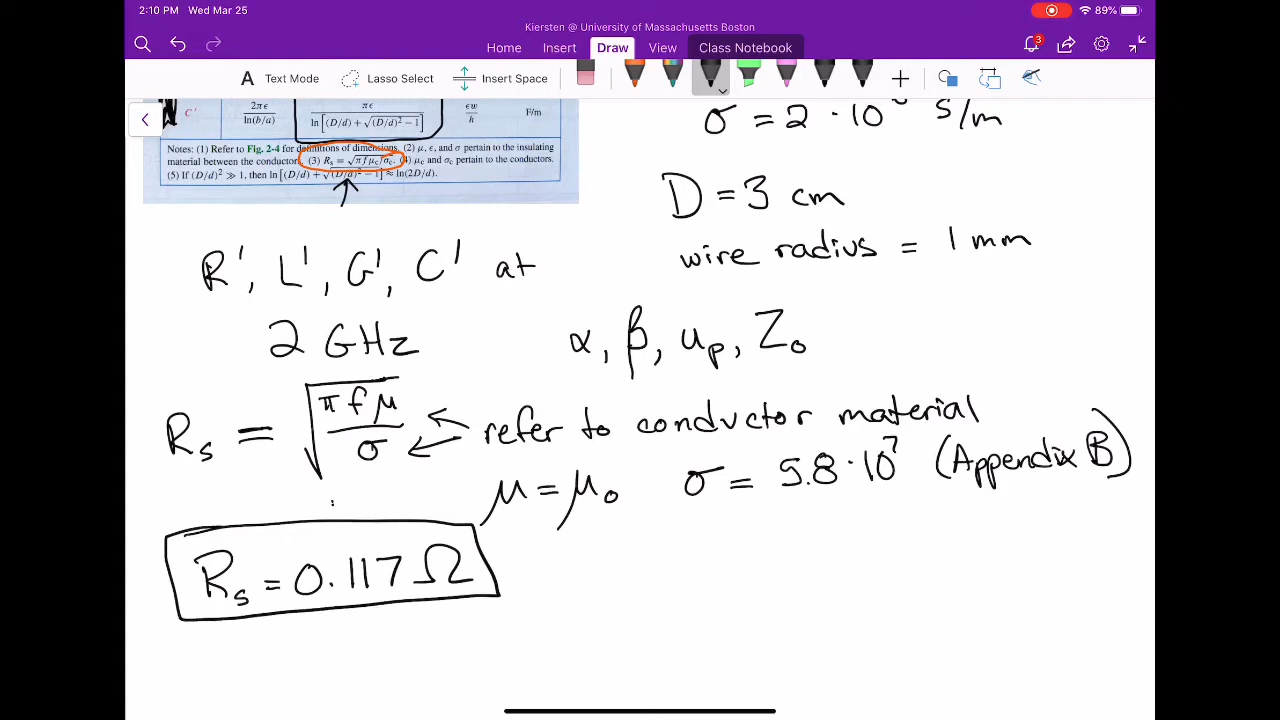 2:10 PM Wed Mar 25
89%
Kiersten @ University of Massachusetts Boston
Home Insert Draw View Class Notebook
3
A Text Mode Lasso Select Insert Space
C' 2πϵ / ln(b/a) πϵ / ln [(D/d) + √(D/d)² − 1] ϵw / h F/m
Notes: (1) Refer to Fig. 2-4 for definitions of dimensions. (2) μ, ϵ, and σ pertain to the insulating
material between the conductor (3) Rs = √πfμc/σc. (4) μc and σc pertain to the conductors.
(5) If (D/d)² ≫ 1, then ln [(D/d) + √(D/d)² − 1] ≈ ln(2D/d).
σ = 2 · 10 S/m
D = 3 cm
wire radius = 1 mm
R', L', G', C' at
2 GHz
α, β, up, Z₀
Rs = √πfμ / σ
refer to conductor material
μ = μ₀ σ = 5.8 · 10⁷ (Appendix B)
Rs = 0.117 Ω